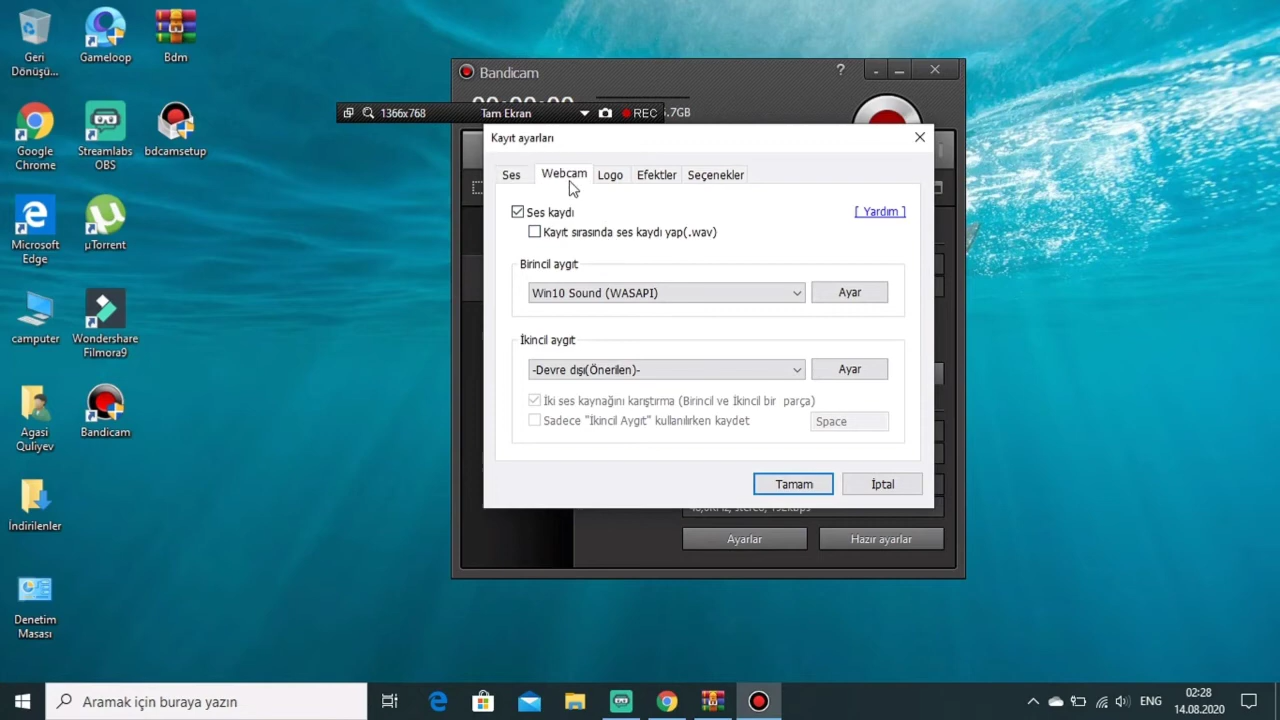 Geri
Dönüşü...
Gameloop
Bdm
Google
Chrome
Streamlabs
OBS
bdcamsetup
Microsoft
Edge
µTorrent
camputer
Wondershare
Filmora9
Agasi
Quliyev
Bandicam
İndirilenler
Denetim
Masası
Bandicam
?
1366x768
Tam Ekran
REC
.7GB
Kayıt ayarları
Ses
Webcam
Logo
Efektler
Seçenekler
Ses kaydı
[ Yardım ]
Kayıt sırasında ses kaydı yap(.wav)
Birincil aygıt
Win10 Sound (WASAPI)
Ayar
İkincil aygıt
-Devre dışı(Önerilen)-
Ayar
İki ses kaynağını karıştırma (Birincil ve İkincil bir parça)
Sadece "İkincil Aygıt" kullanılırken kaydet
Space
Tamam
İptal
Ayarlar
Hazır ayarlar
Aramak için buraya yazın
ENG
02:28
14.08.2020